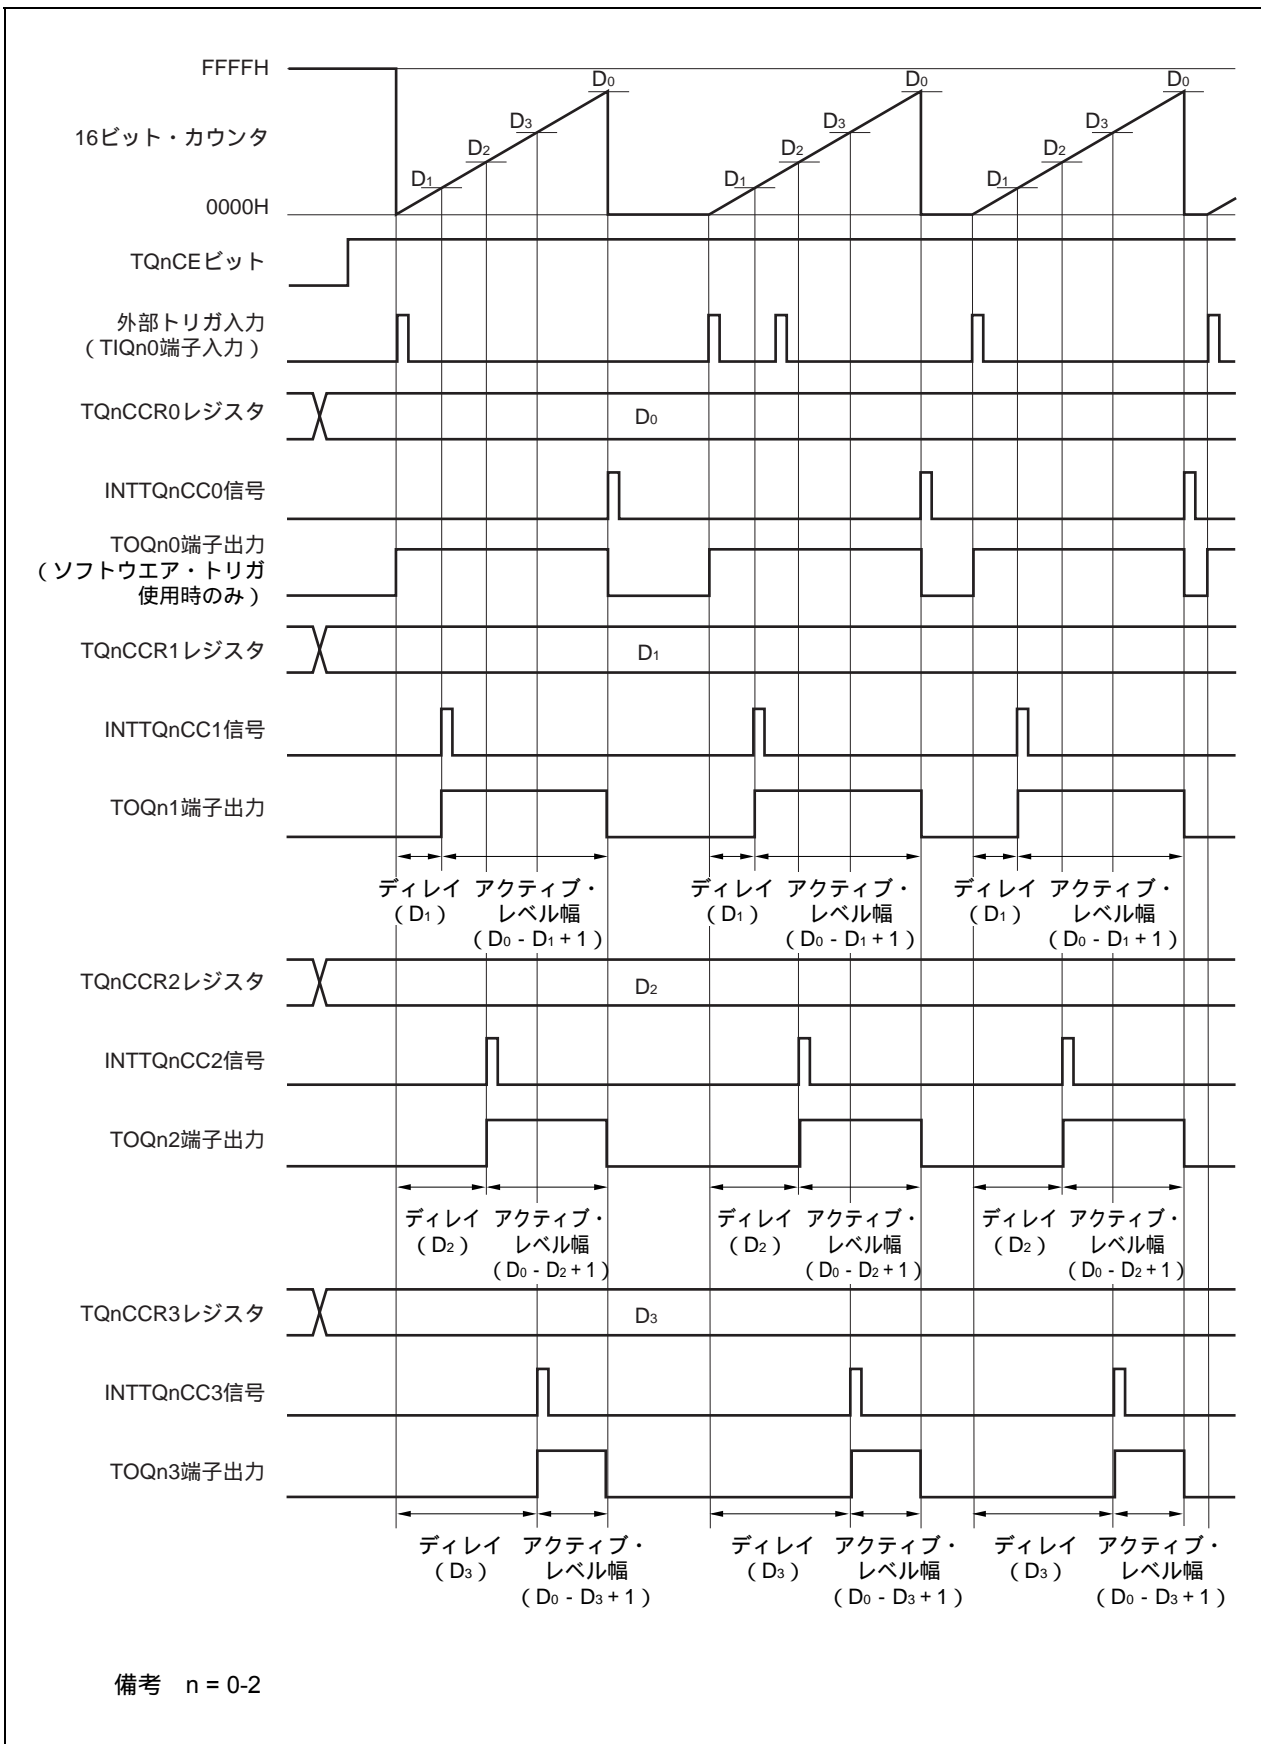 FFFFH
D0 D0 D0
16ビット・カウンタ
D3 D3 D3
D2 D2 D2
D1 D1 D1
0000H
TQnCEビット
外部トリガ入力
(TIQn0端子入力)
TQnCCR0レジスタ
D0
INTTQnCC0信号
TOQn0端子出力
(ソフトウエア・トリガ
使用時のみ)
TQnCCR1レジスタ
D1
INTTQnCC1信号
TOQn1端子出力
ディレイ アクティブ・ ディレイ アクティブ・ ディレイ アクティブ・
(D1) レベル幅 (D1) レベル幅 (D1) レベル幅
(D0 - D1 + 1) (D0 - D1 + 1) (D0 - D1 + 1)
TQnCCR2レジスタ
D2
INTTQnCC2信号
TOQn2端子出力
ディレイ アクティブ・ ディレイ アクティブ・ ディレイ アクティブ・
(D2) レベル幅 (D2) レベル幅 (D2) レベル幅
(D0 - D2 + 1) (D0 - D2 + 1) (D0 - D2 + 1)
TQnCCR3レジスタ
D3
INTTQnCC3信号
TOQn3端子出力
ディレイ アクティブ・ ディレイ アクティブ・ ディレイ アクティブ・
(D3) レベル幅 (D3) レベル幅 (D3) レベル幅
(D0 - D3 + 1) (D0 - D3 + 1) (D0 - D3 + 1)
備考 n = 0-2